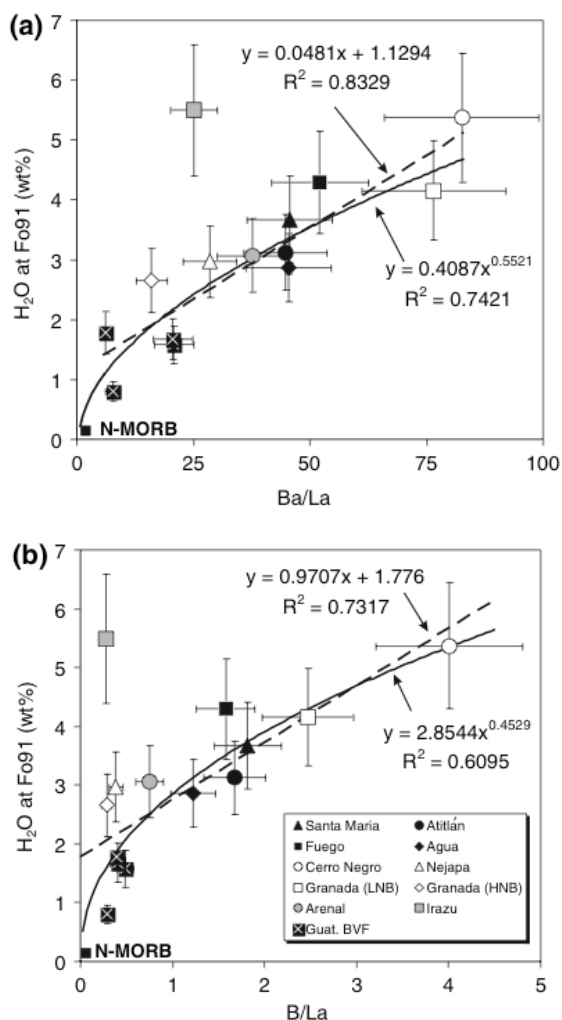 (a)
7
6
5
4
3
2
1
0
H₂O at Fo91 (wt%)
y = 0.0481x + 1.1294
R² = 0.8329
y = 0.4087x^0.5521
R² = 0.7421
N-MORB
0 25 50 75 100
Ba/La
(b)
7
6
5
4
3
2
1
0
H₂O at Fo91 (wt%)
y = 0.9707x + 1.776
R² = 0.7317
y = 2.8544x^0.4529
R² = 0.6095
Santa Maria Atitlán
Fuego Agua
Cerro Negro Nejapa
Granada (LNB) Granada (HNB)
Arenal Irazu
Guat. BVF
N-MORB
0 1 2 3 4 5
B/La